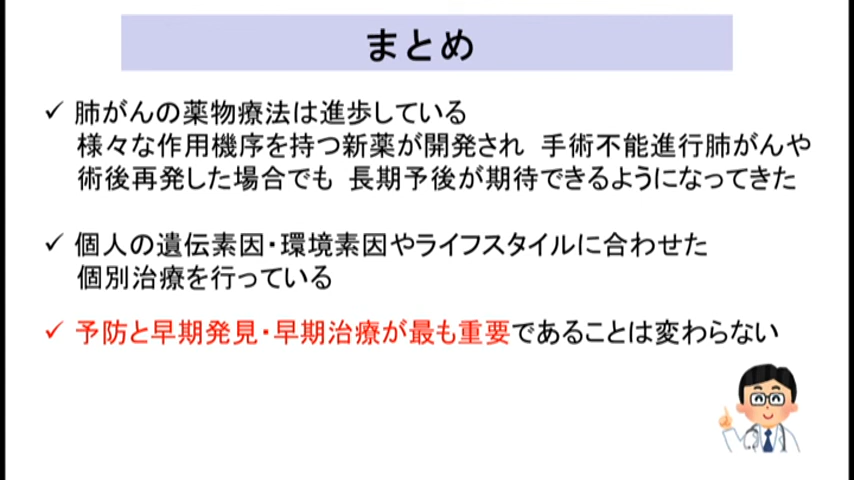 まとめ
✓ 肺がんの薬物療法は進歩している
様々な作用機序を持つ新薬が開発され 手術不能進行肺がんや
術後再発した場合でも 長期予後が期待できるようになってきた
✓ 個人の遺伝素因・環境素因やライフスタイルに合わせた
個別治療を行っている
✓ 予防と早期発見・早期治療が最も重要であることは変わらない